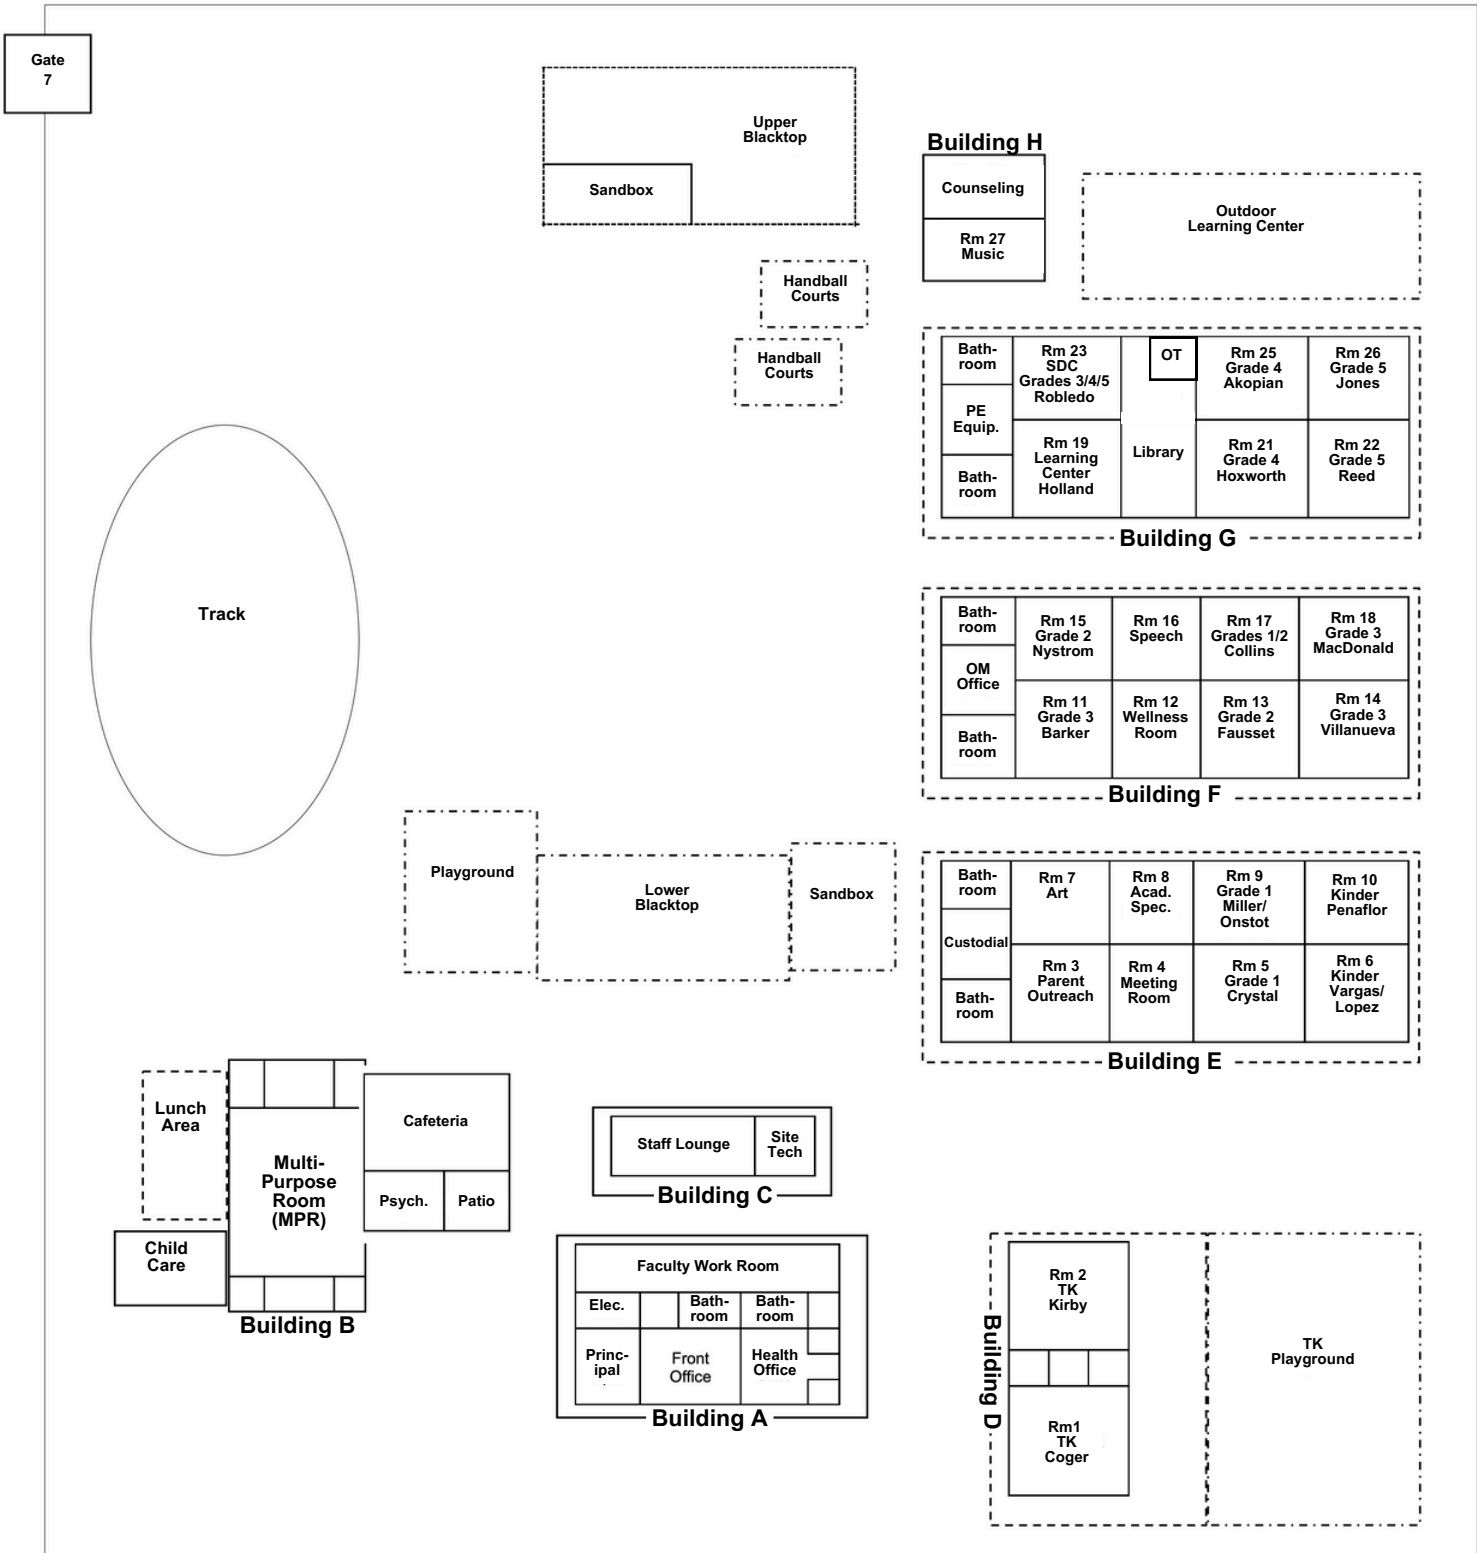 Gate
7
Upper
Blacktop
Sandbox
Building H
Counseling
Rm 27
Music
Outdoor
Learning Center
Handball
Courts
Handball
Courts
Bath-
room
PE
Equip.
Bath-
room
Rm 23
SDC
Grades 3/4/5
Robledo
Rm 19
Learning
Center
Holland
OT
Library
Rm 25
Grade 4
Akopian
Rm 26
Grade 5
Jones
Rm 21
Grade 4
Hoxworth
Rm 22
Grade 5
Reed
Building G
Track
Bath-
room
OM
Office
Bath-
room
Rm 15
Grade 2
Nystrom
Rm 16
Speech
Rm 17
Grades 1/2
Collins
Rm 18
Grade 3
MacDonald
Rm 11
Grade 3
Barker
Rm 12
Wellness
Room
Rm 13
Grade 2
Fausset
Rm 14
Grade 3
Villanueva
Building F
Playground
Lower
Blacktop
Sandbox
Bath-
room
Custodial
Bath-
room
Rm 7
Art
Rm 8
Acad.
Spec.
Rm 9
Grade 1
Miller/
Onstot
Rm 10
Kinder
Penaflor
Rm 3
Parent
Outreach
Rm 4
Meeting
Room
Rm 5
Grade 1
Crystal
Rm 6
Kinder
Vargas/
Lopez
Building E
Lunch
Area
Multi-
Purpose
Room
(MPR)
Cafeteria
Psych.
Patio
Child
Care
Building B
Staff Lounge
Site
Tech
Building C
Faculty Work Room
Elec.
Bath-
room
Bath-
room
Princ-
ipal
Front
Office
Health
Office
Building A
Rm 2
TK
Kirby
Building D
Rm1
TK
Coger
TK
Playground